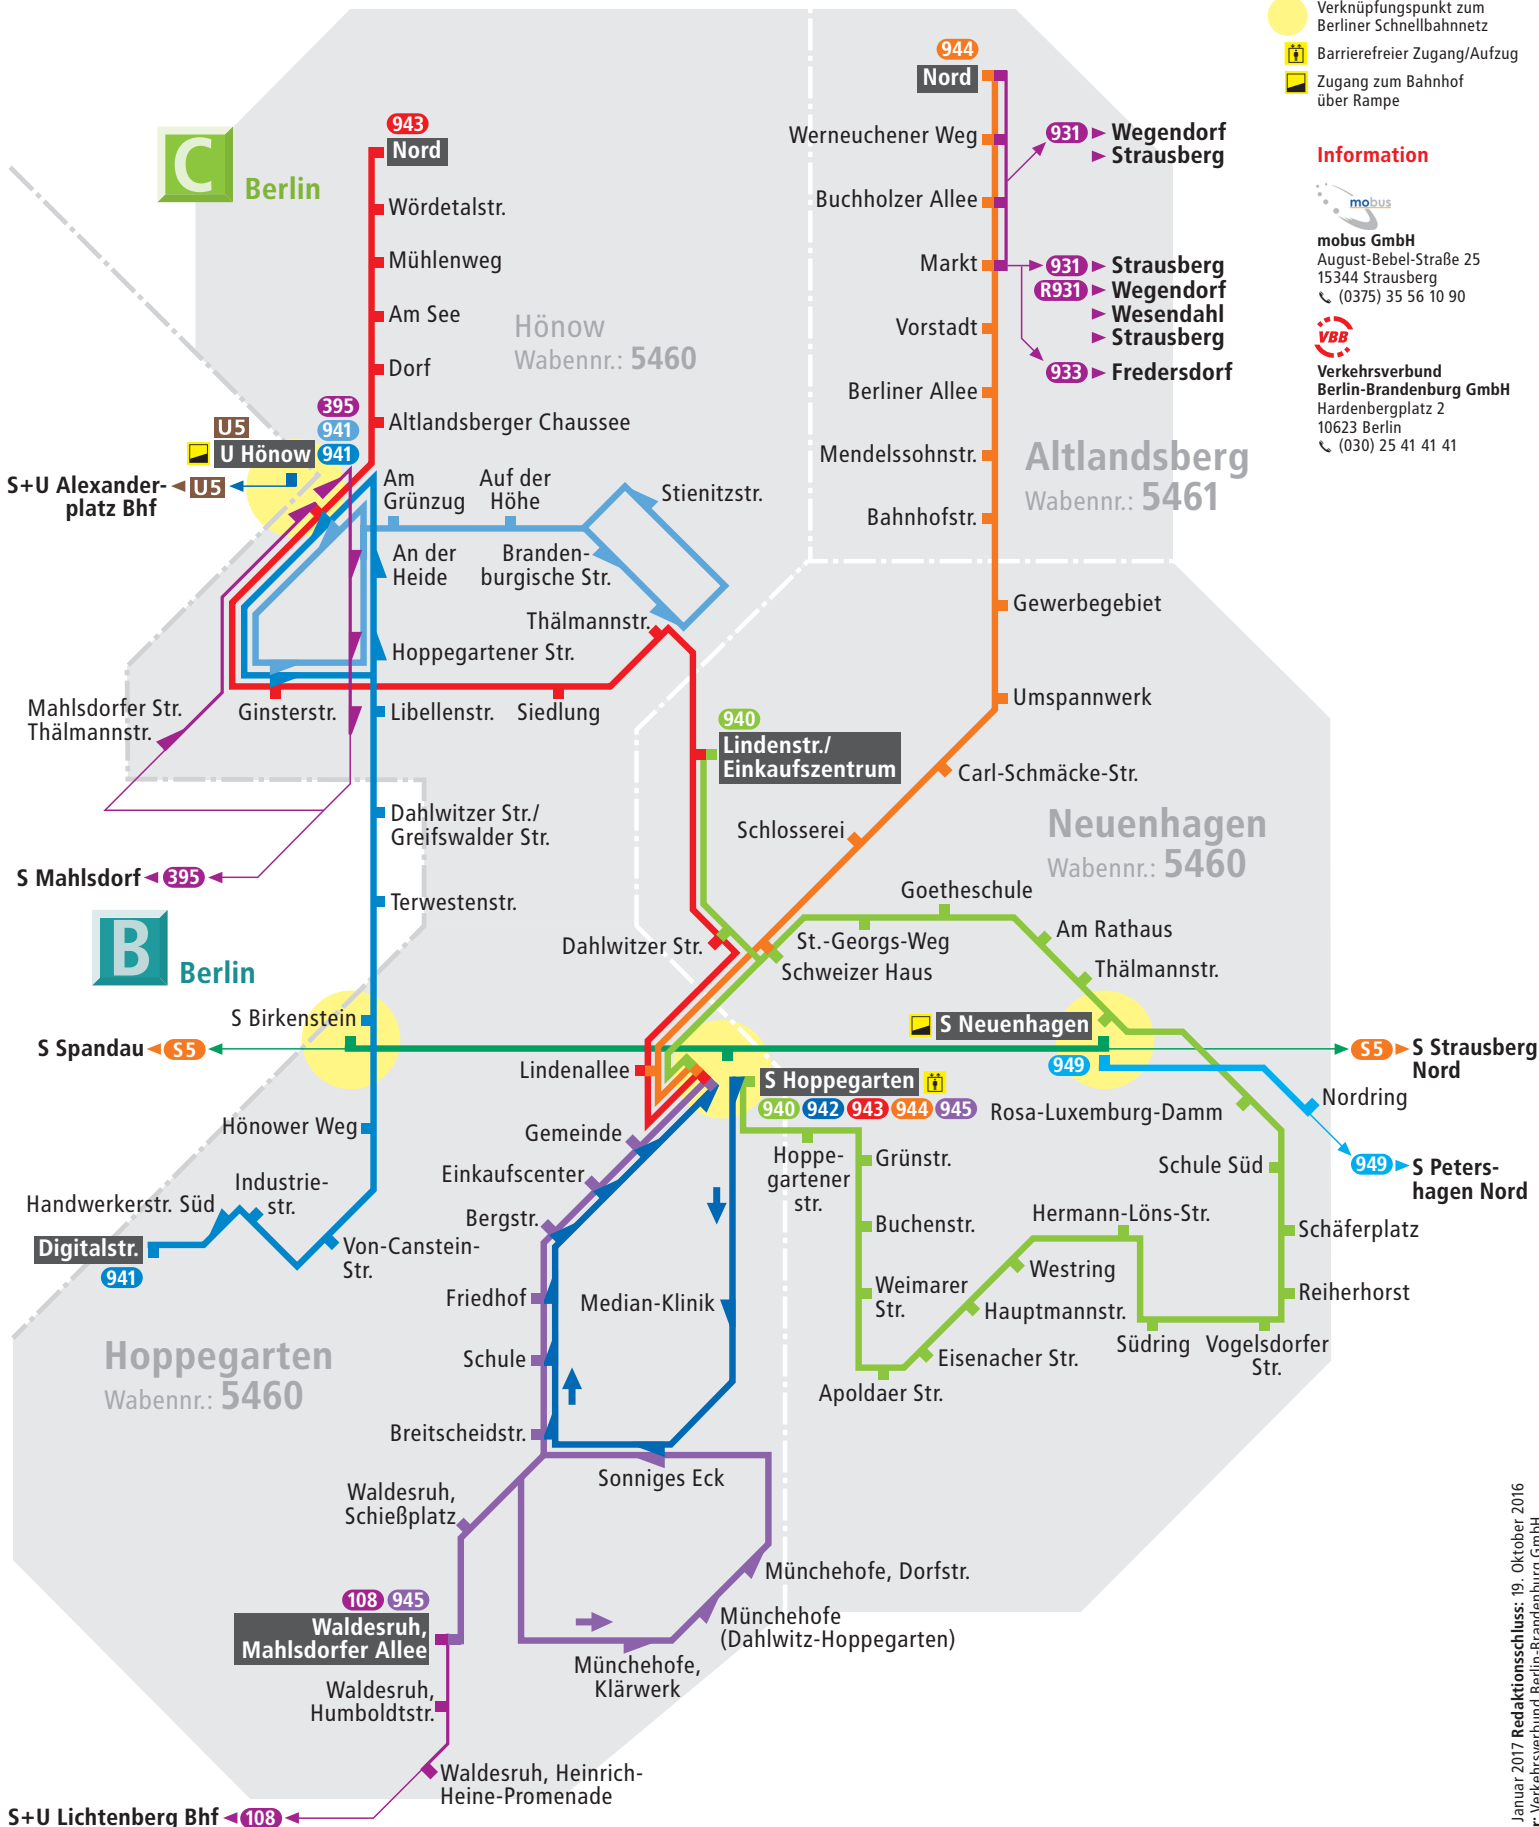 Verknüpfungspunkt zum
Berliner Schnellbahnnetz
Barrierefreier Zugang/Aufzug
Zugang zum Bahnhof
über Rampe
Information
mobus
mobus GmbH
August-Bebel-Straße 25
15344 Strausberg
(0375) 35 56 10 90
VBB
Verkehrsverbund
Berlin-Brandenburg GmbH
Hardenbergplatz 2
10623 Berlin
(030) 25 41 41 41
C Berlin
943
Nord
Wördetalstr.
Mühlenweg
Am See
Dorf
Altlandsberger Chaussee
Hönow
Wabennr.: 5460
395
941
941
U5
U Hönow
S+U Alexander-
platz Bhf
U5
Am
Grünzug
Auf der
Höhe
Stienitzstr.
An der
Heide
Branden-
burgische Str.
Thälmannstr.
Hoppegartener Str.
Mahlsdorfer Str.
Thälmannstr.
Ginsterstr.
Libellenstr.
Siedlung
944
Nord
Werneuchener Weg
Buchholzer Allee
Markt
Vorstadt
Berliner Allee
Mendelssohnstr.
Bahnhofstr.
931 Wegendorf
Strausberg
931 Strausberg
R931 Wegendorf
Wesendahl
Strausberg
933 Fredersdorf
Altlandsberg
Wabennr.: 5461
Gewerbegebiet
Umspannwerk
940
Lindenstr./
Einkaufszentrum
Carl-Schmäcke-Str.
Schlosserei
Neuenhagen
Wabennr.: 5460
Dahlwitzer Str./
Greifswalder Str.
S Mahlsdorf 395
Terwestenstr.
B Berlin
Goetheschule
Dahlwitzer Str.
St.-Georgs-Weg
Schweizer Haus
Am Rathaus
Thälmannstr.
S Birkenstein
S Spandau S5
S Neuenhagen
949
S5 S Strausberg
Nord
Lindenallee
S Hoppegarten
940 942 943 944 945
Rosa-Luxemburg-Damm
Nordring
Hönower Weg
Gemeinde
Einkaufscenter
Bergstr.
Hoppe-
gartener
str.
Grünstr.
Schule Süd
949 S Peters-
hagen Nord
Industrie-
str.
Handwerkerstr. Süd
Digitalstr.
941
Von-Canstein-
Str.
Buchenstr.
Hermann-Löns-Str.
Schäferplatz
Westring
Friedhof
Median-Klinik
Weimarer
Str.
Hauptmannstr.
Reiherhorst
Hoppegarten
Wabennr.: 5460
Schule
Eisenacher Str.
Südring
Vogelsdorfer
Str.
Apoldaer Str.
Breitscheidstr.
Sonniges Eck
Waldesruh,
Schießplatz
Münchehofe, Dorfstr.
108 945
Waldesruh,
Mahlsdorfer Allee
Münchehofe
(Dahlwitz-Hoppegarten)
Münchehofe,
Klärwerk
Waldesruh,
Humboldtstr.
Waldesruh, Heinrich-
Heine-Promenade
S+U Lichtenberg Bhf 108
Januar 2017 Redaktionsschluss: 19. Oktober 2016
Verkehrsverbund Berlin-Brandenburg GmbH